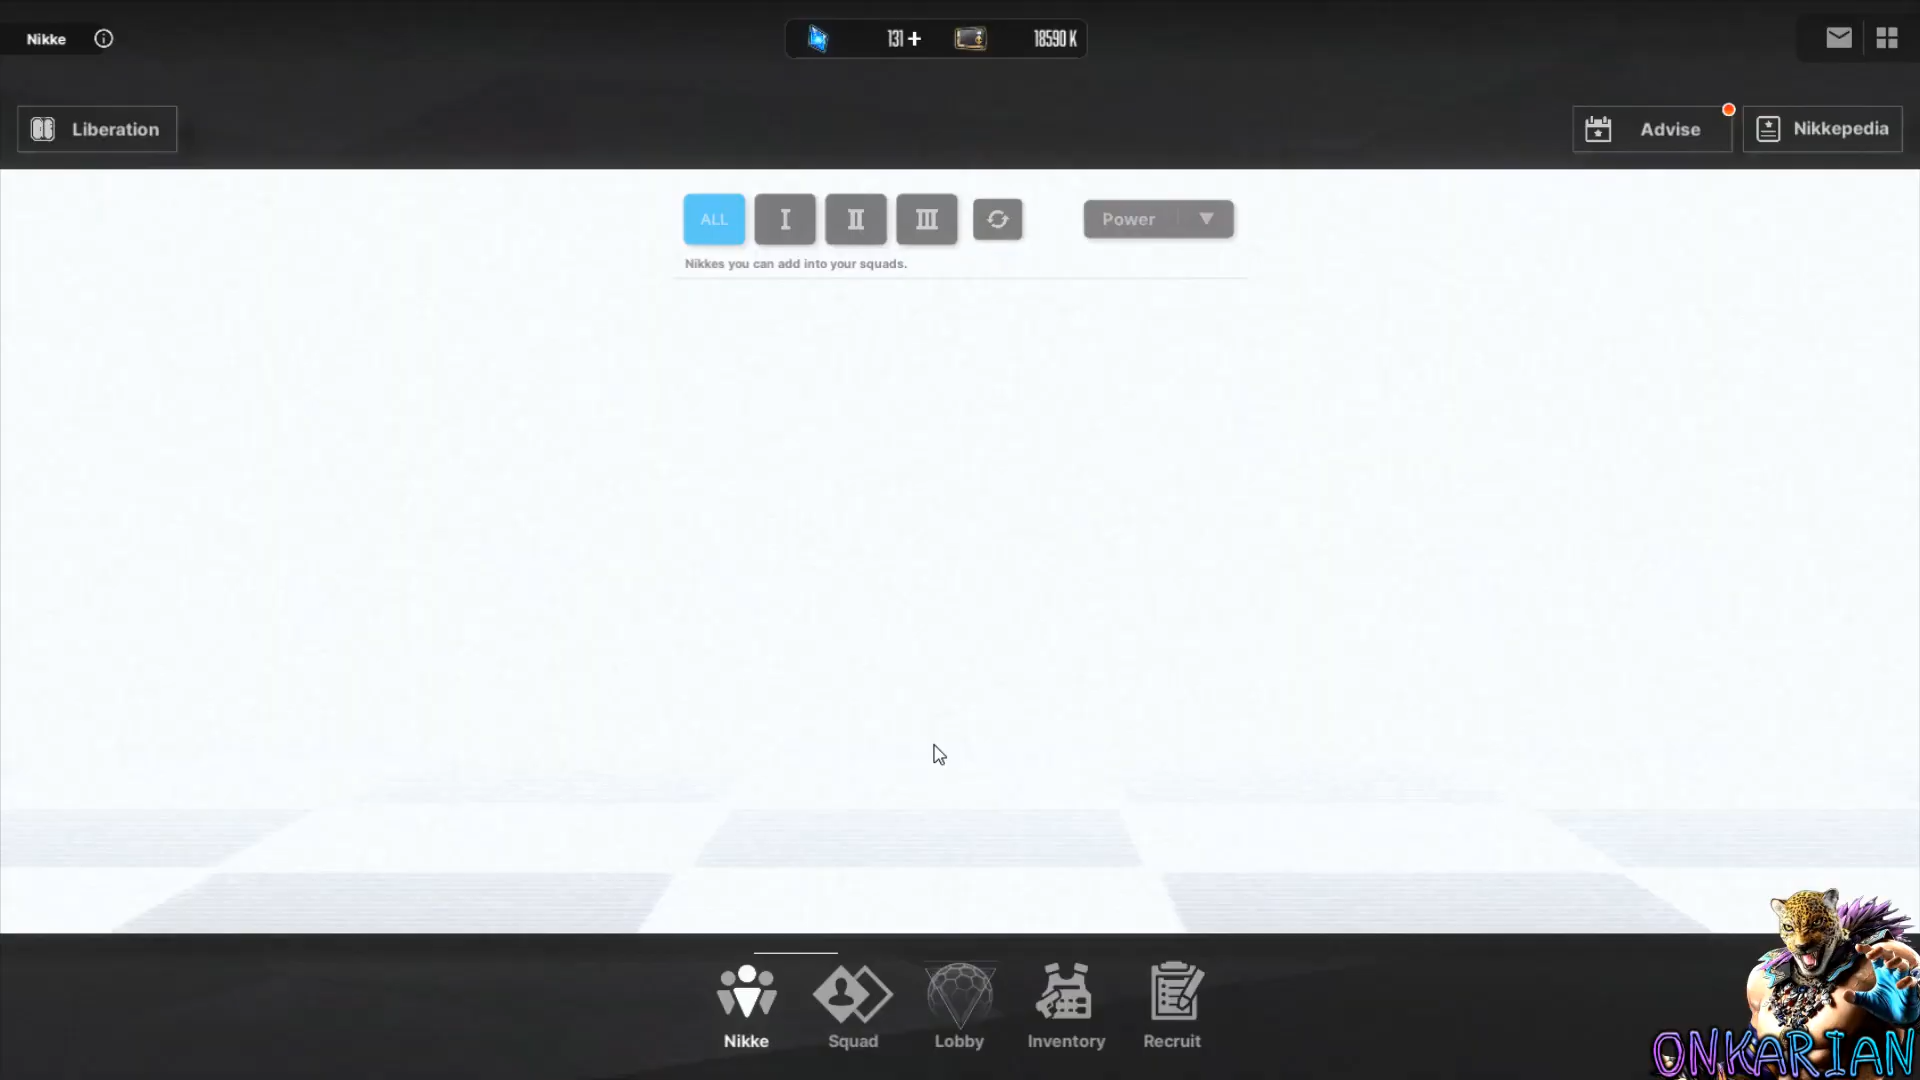 Nikke
131 +
18590 K
Liberation
Advise
Nikkepedia
ALL
I
II
III
Power
Nikkes you can add into your squads.
Nikke
Squad
Lobby
Inventory
Recruit
ONKARIAN